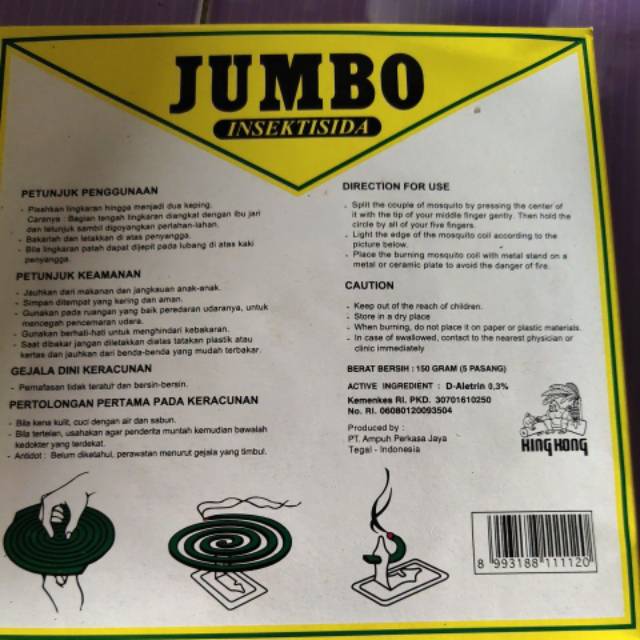 JUMBO
INSEKTISIDA
PETUNJUK PENGGUNAAN
- Pisahkan lingkaran hingga menjadi dua keping.
Caranya : Bagian tengah lingkaran diangkat dengan ibu jari
dan telunjuk sambil digoyangkan perlahan-lahan.
- Bakarlah dan letakkan di atas penyangga.
- Bila lingkaran patah dapat dijepit pada lubang di atas kaki
penyangga.
PETUNJUK KEAMANAN
- Jauhkan dari makanan dan jangkauan anak-anak.
- Simpan ditempat yang kering dan aman.
- Gunakan pada ruangan yang baik peredaran udaranya, untuk
mencegah pencemaran udara.
- Gunakan berhati-hati untuk menghindari kebakaran.
- Saat dibakar jangan diletakkan diatas tatakan plastik atau
kertas dan jauhkan dari benda-benda yang mudah terbakar.
GEJALA DINI KERACUNAN
- Pernafasan tidak teratur dan bersin-bersin.
PERTOLONGAN PERTAMA PADA KERACUNAN
- Bila kena kulit, cuci dengan air dan sabun.
- Bila tertelan, usahakan agar penderita muntah kemudian bawalah
kedokter yang terdekat.
- Antidot : Belum diketahui, perawatan menurut gejala yang timbul.
DIRECTION FOR USE
- Split the couple of mosquito by pressing the center of
it with the tip of your middle finger gently. Then hold the
circle by all of your five fingers.
- Light the edge of the mosquito coil according to the
picture below.
- Place the burning mosquito coil with metal stand on a
metal or ceramic plate to avoid the danger of fire.
CAUTION
- Keep out of the reach of children.
- Store in a dry place
- When burning, do not place it on paper or plastic materials.
- In case of swallowed, contact to the nearest physician or
clinic immediately
BERAT BERSIH : 150 GRAM (5 PASANG)
ACTIVE INGREDIENT : D-Aletrin 0,3%
Kemenkes RI. PKD. 30701610250
No. RI. 06080120093504
Produced by :
PT. Ampuh Perkasa Jaya
Tegal - Indonesia
KING KONG
8 993188 111120